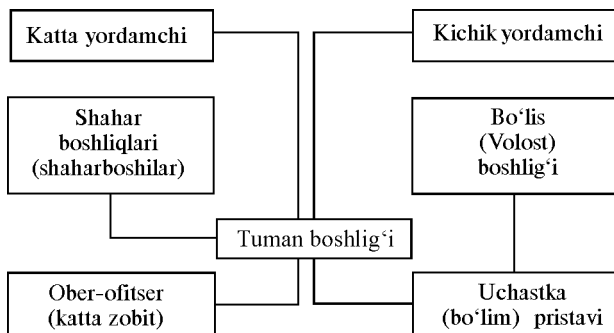 Katta yordamchi
Kichik yordamchi
Shahar
boshliqlari
(shaharboshilar)
Bo‘lis
(Volost)
boshlig‘i
Tuman boshlig‘i
Ober-ofitser
(katta zobit)
Uchastka
(bo‘lim) pristavi